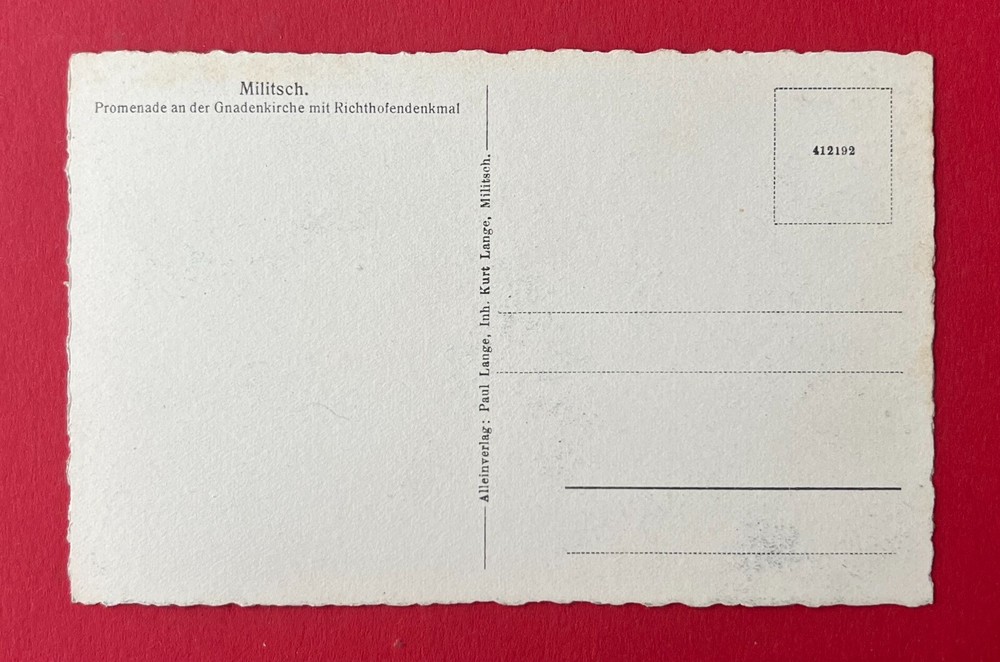 Militsch.
Promenade an der Gnadenkirche mit Richthofendenkmal
Alleinverlag: Paul Lange, Inh. Kurt Lange, Militsch.
412192